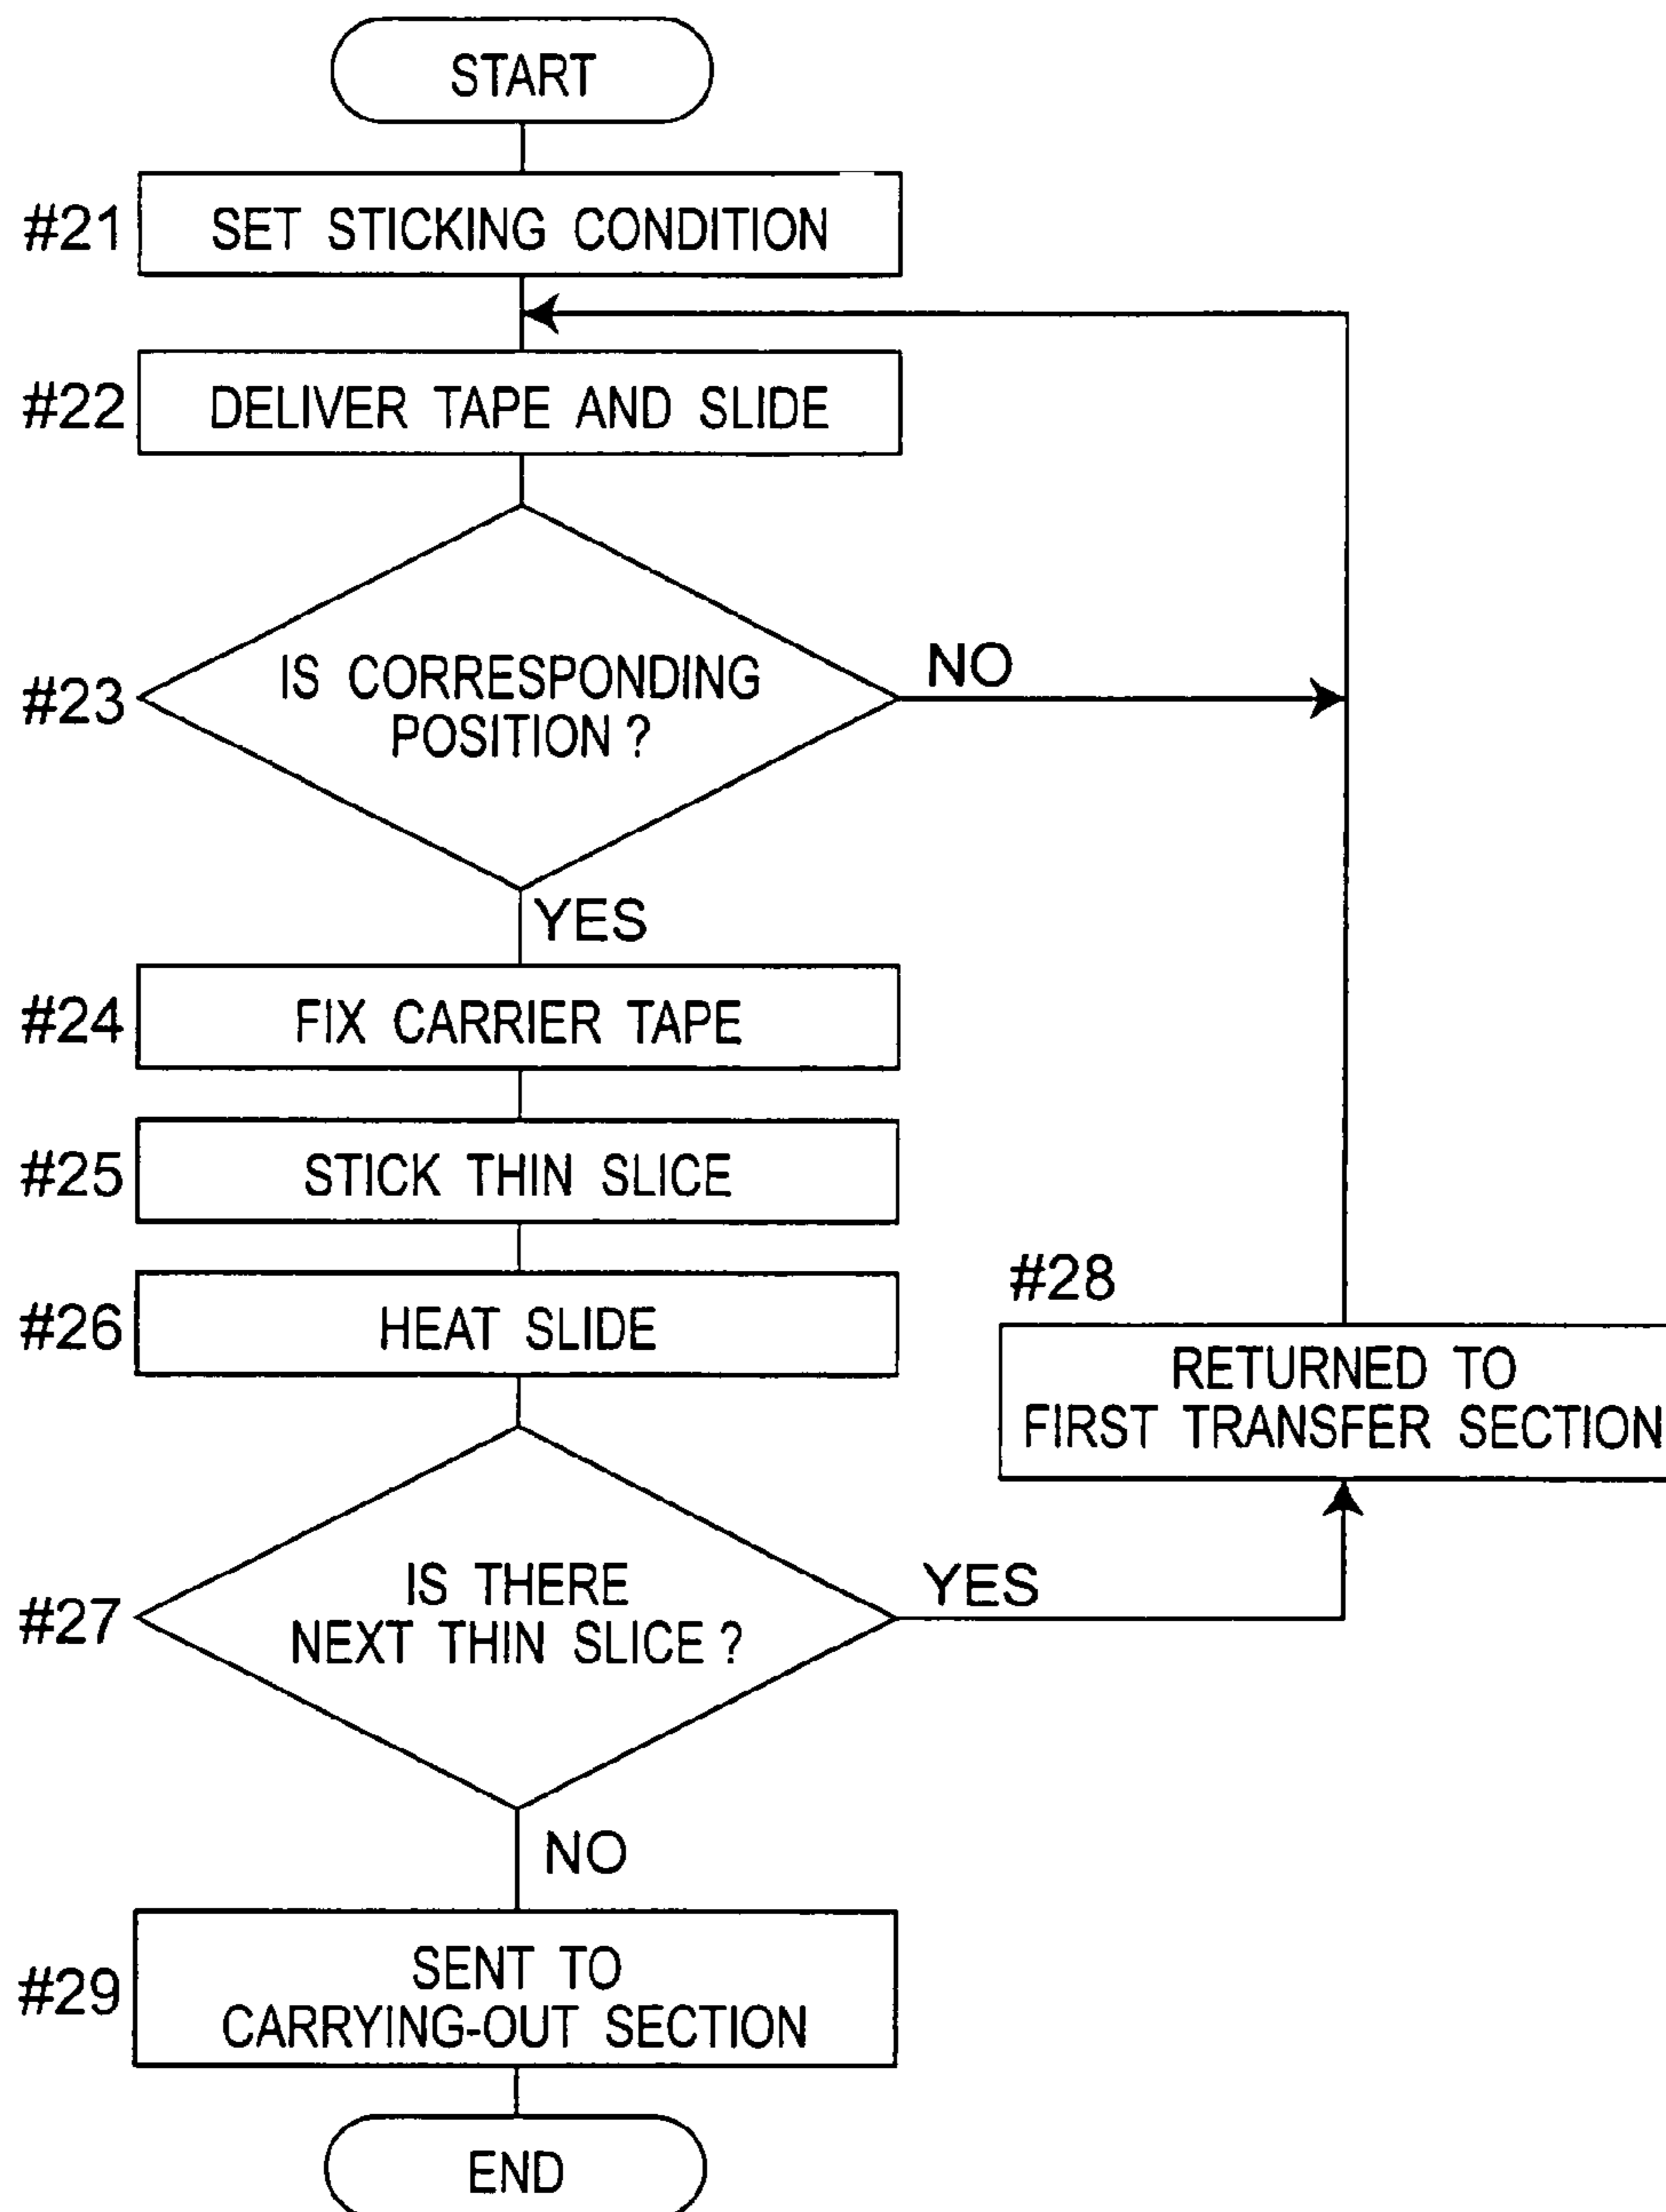 START
#21 SET STICKING CONDITION
#22 DELIVER TAPE AND SLIDE
#23 IS CORRESPONDING
POSITION ?
NO
YES
#24 FIX CARRIER TAPE
#25 STICK THIN SLICE
#26 HEAT SLIDE
#28
RETURNED TO
FIRST TRANSFER SECTION
#27 IS THERE
NEXT THIN SLICE ?
YES
NO
#29 SENT TO
CARRYING-OUT SECTION
END